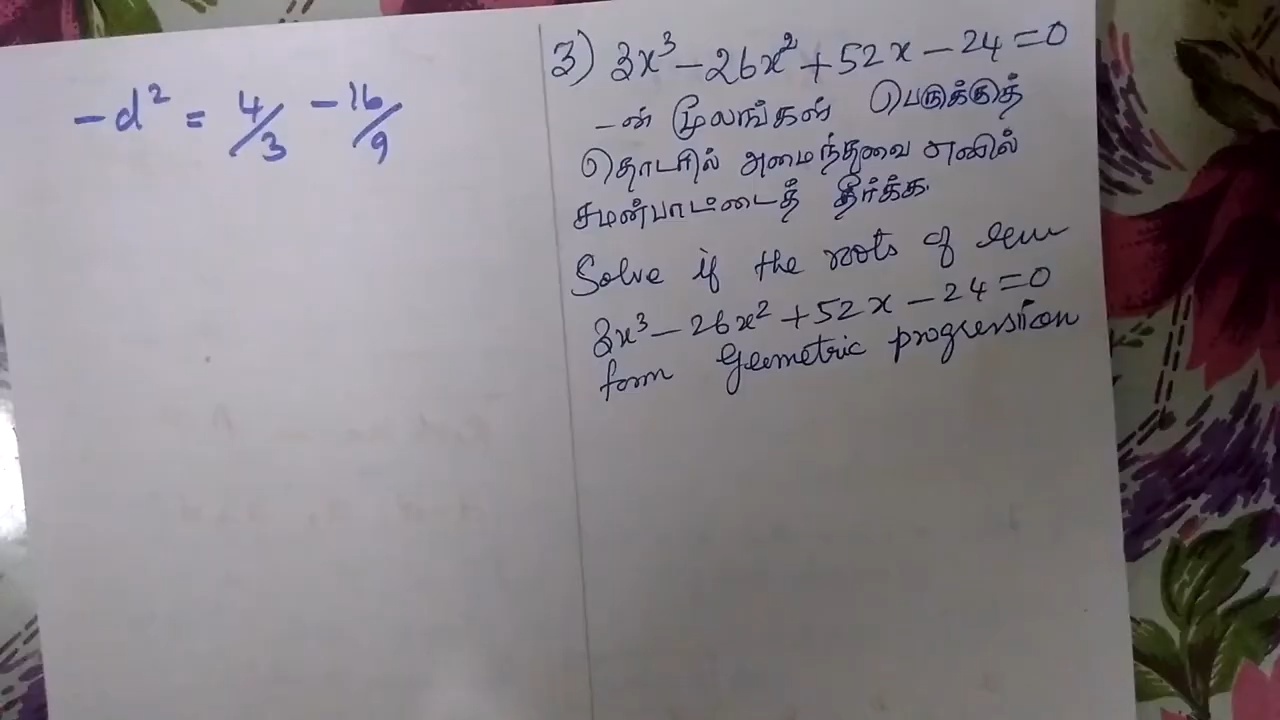 -d² = 4/3 - 16/9
3) 3x³ - 26x² + 52x - 24 = 0
-ன் மூலங்கள் பெருக்குத்
தொடரில் அமைந்தவை எனில்
சமன்பாட்டைத் தீர்க்க.
Solve if the roots of
3x³ - 26x² + 52x - 24 = 0
form Geometric progression